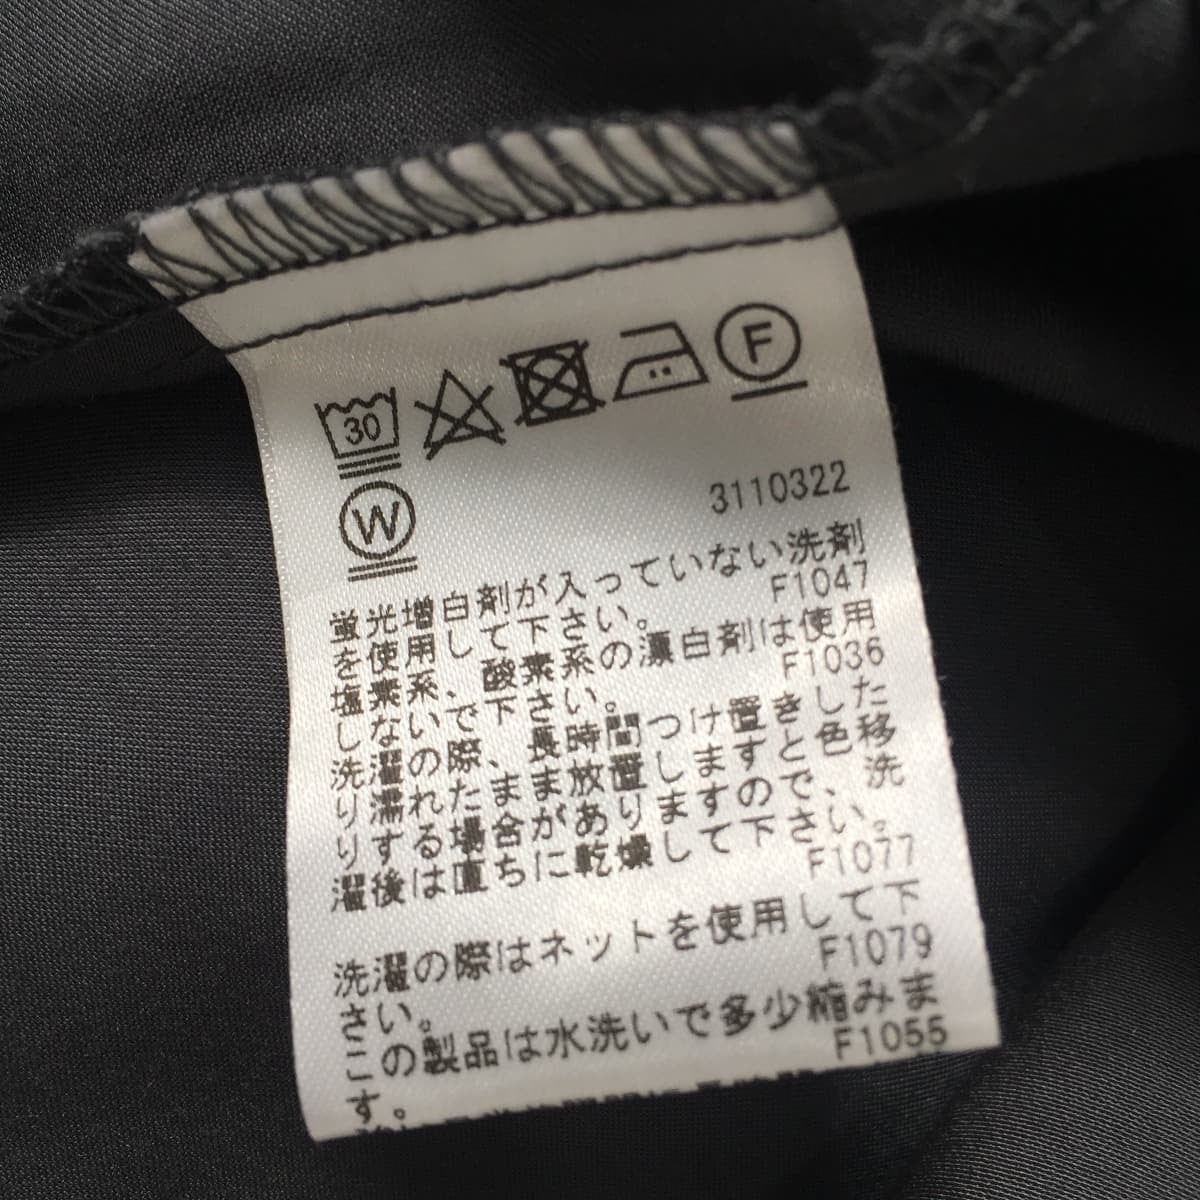 30
F
W
3110322
蛍光増白剤が入っていない洗剤
を使用して下さい。
F1047
塩素系、酸素系の漂白剤は使用
しないで下さい。
F1036
洗濯の際、長時間つけ置きした
り濡れたまま放置しますと色移
りする場合がありますので、洗
濯後は直ちに乾燥して下さい。
F1077
洗濯の際はネットを使用して下
さい。
F1079
この製品は水洗いで多少縮みま
す。
F1055